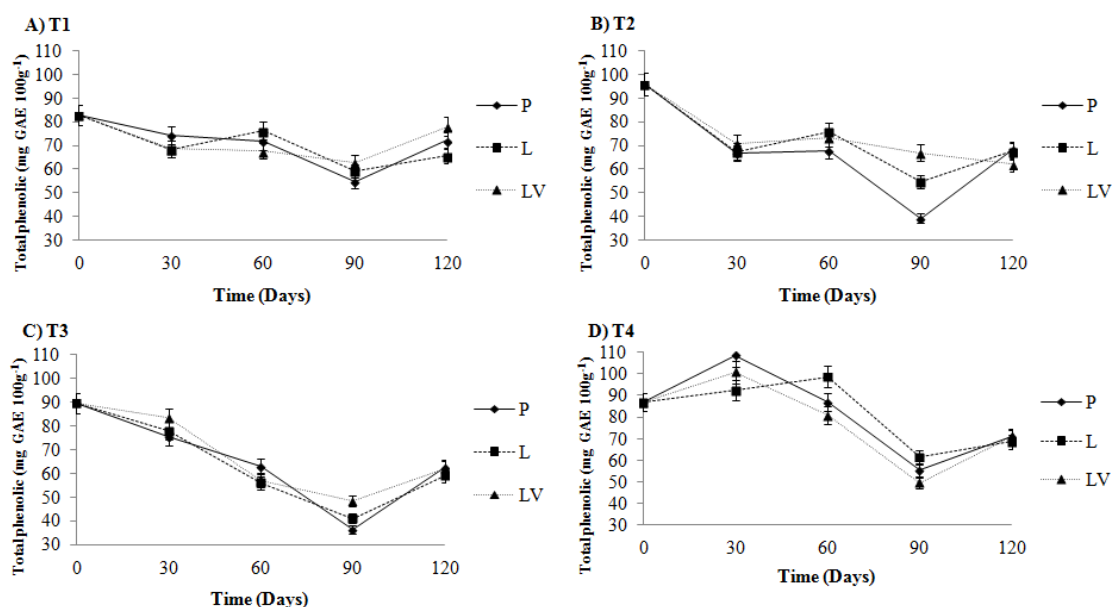 A) T1
Totalphenolic (mg GAE 100g-1)
110
100
90
80
70
60
50
40
30
0 30 60 90 120
Time (Days)
P
L
LV
B) T2
Totalphenolic (mg GAE 100g-1)
110
100
90
80
70
60
50
40
30
0 30 60 90 120
Time (Days)
P
L
LV
C) T3
Totalphenolic (mg GAE 100g-1)
110
100
90
80
70
60
50
40
30
0 30 60 90 120
Time (Days)
P
L
LV
D) T4
Totalphenolic (mg GAE 100g-1)
110
100
90
80
70
60
50
40
30
0 30 60 90 120
Time (Days)
P
L
LV